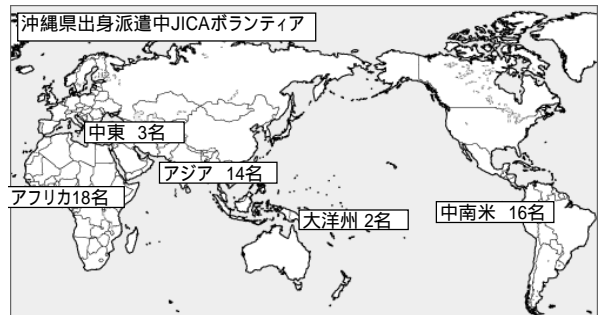 沖縄県出身派遣中JICAボランティア
中東 3名
アジア 14名
アフリカ18名
大洋州 2名
中南米 16名